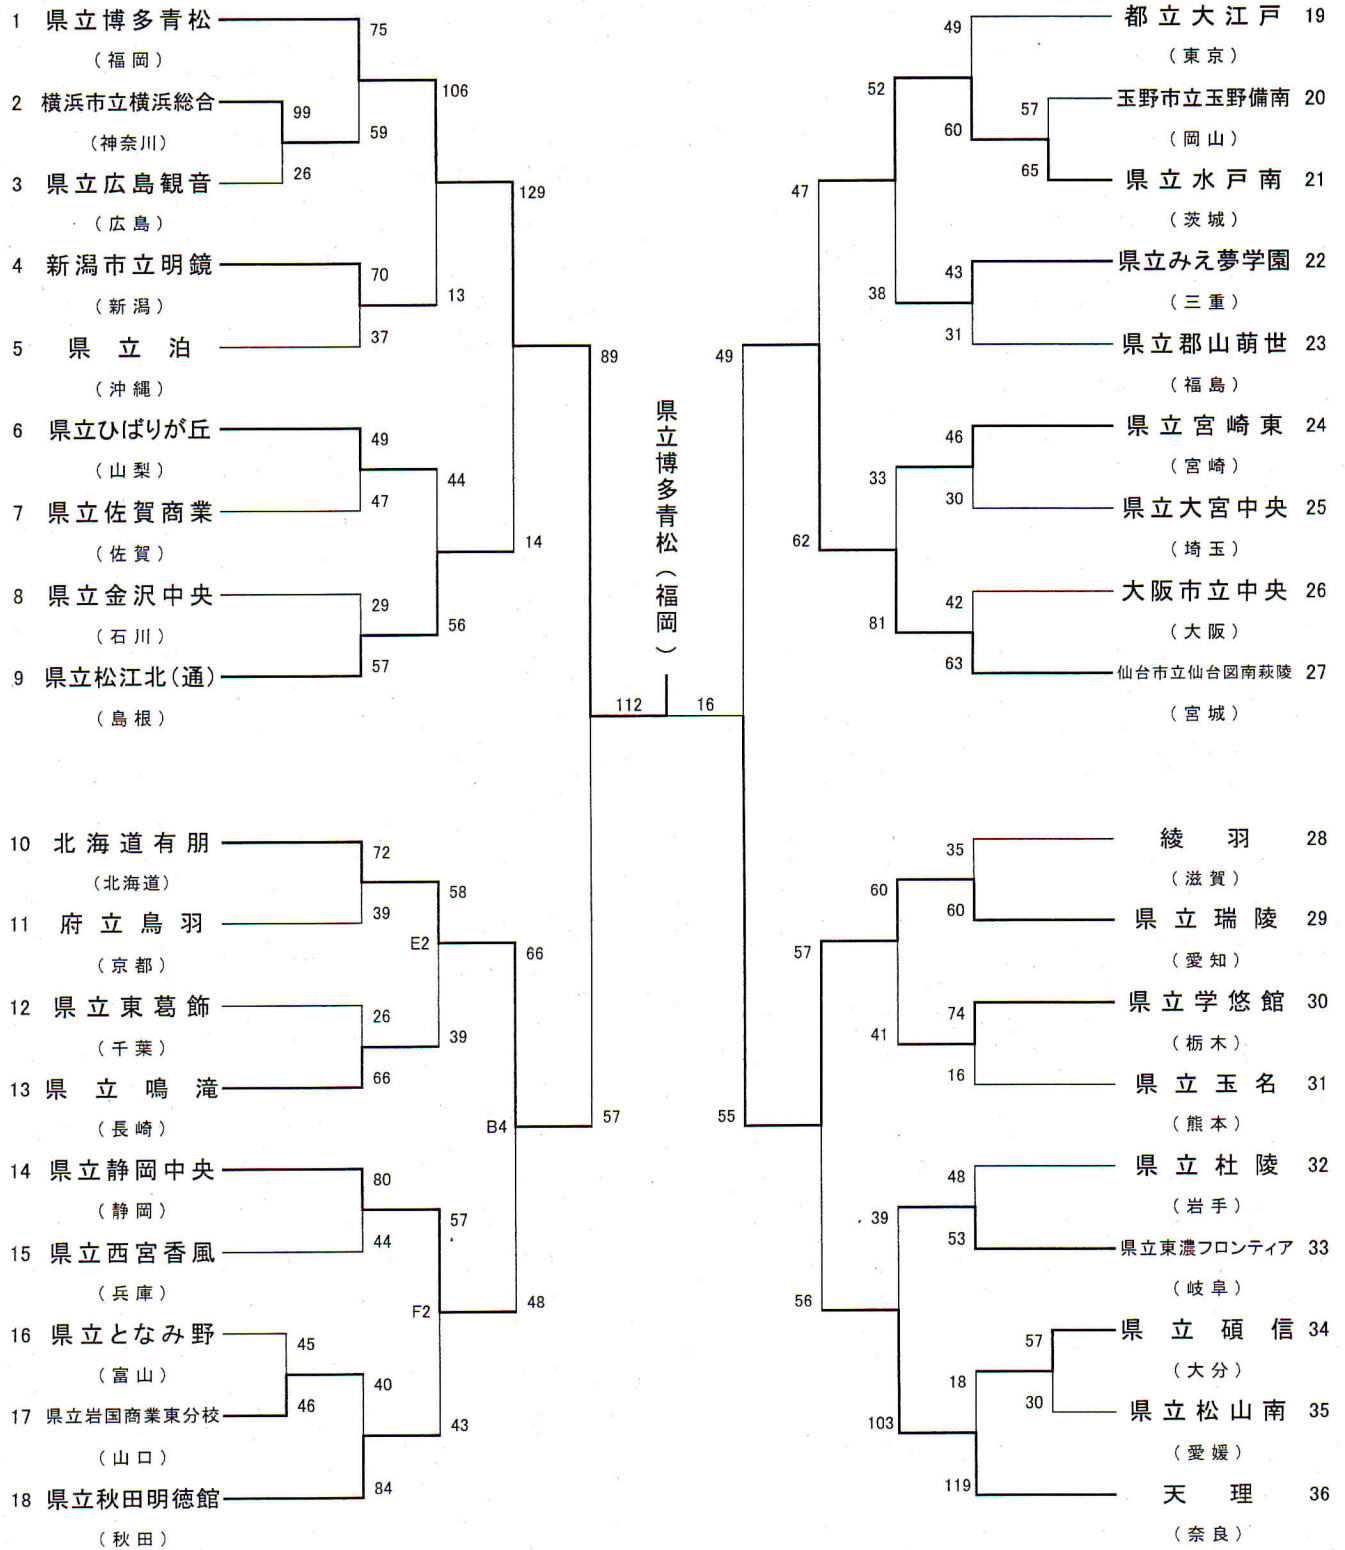 1 県立博多青松
(福岡)
2 横浜市立横浜総合
(神奈川)
3 県立広島観音
(広島)
4 新潟市立明鏡
(新潟)
5 県立泊
(沖縄)
6 県立ひばりが丘
(山梨)
7 県立佐賀商業
(佐賀)
8 県立金沢中央
(石川)
9 県立松江北(通)
(島根)
10 北海道有朋
(北海道)
11 府立鳥羽
(京都)
12 県立東葛飾
(千葉)
13 県立鳴滝
(長崎)
14 県立静岡中央
(静岡)
15 県立西宮香風
(兵庫)
16 県立となみ野
(富山)
17 県立岩国商業東分校
(山口)
18 県立秋田明徳館
(秋田)
99
26
75
59
70
37
49
47
29
57
72
39
26
66
80
44
45
46
40
84
106
13
44
56
58
E2
39
57
F2
43
129
14
66
B4
48
89
57
県立博多青松(福岡)
112
16
49
55
47
62
57
56
52
38
33
81
60
41
39
103
49
60
43
31
46
30
42
63
35
60
74
16
48
53
18
119
57
65
57
30
都立大江戸 19
(東京)
玉野市立玉野備南 20
(岡山)
県立水戸南 21
(茨城)
県立みえ夢学園 22
(三重)
県立郡山萌世 23
(福島)
県立宮崎東 24
(宮崎)
県立大宮中央 25
(埼玉)
大阪市立中央 26
(大阪)
仙台市立仙台図南萩陵 27
(宮城)
綾羽 28
(滋賀)
県立瑞陵 29
(愛知)
県立学悠館 30
(栃木)
県立玉名 31
(熊本)
県立杜陵 32
(岩手)
県立東濃フロンティア 33
(岐阜)
県立碩信 34
(大分)
県立松山南 35
(愛媛)
天理 36
(奈良)